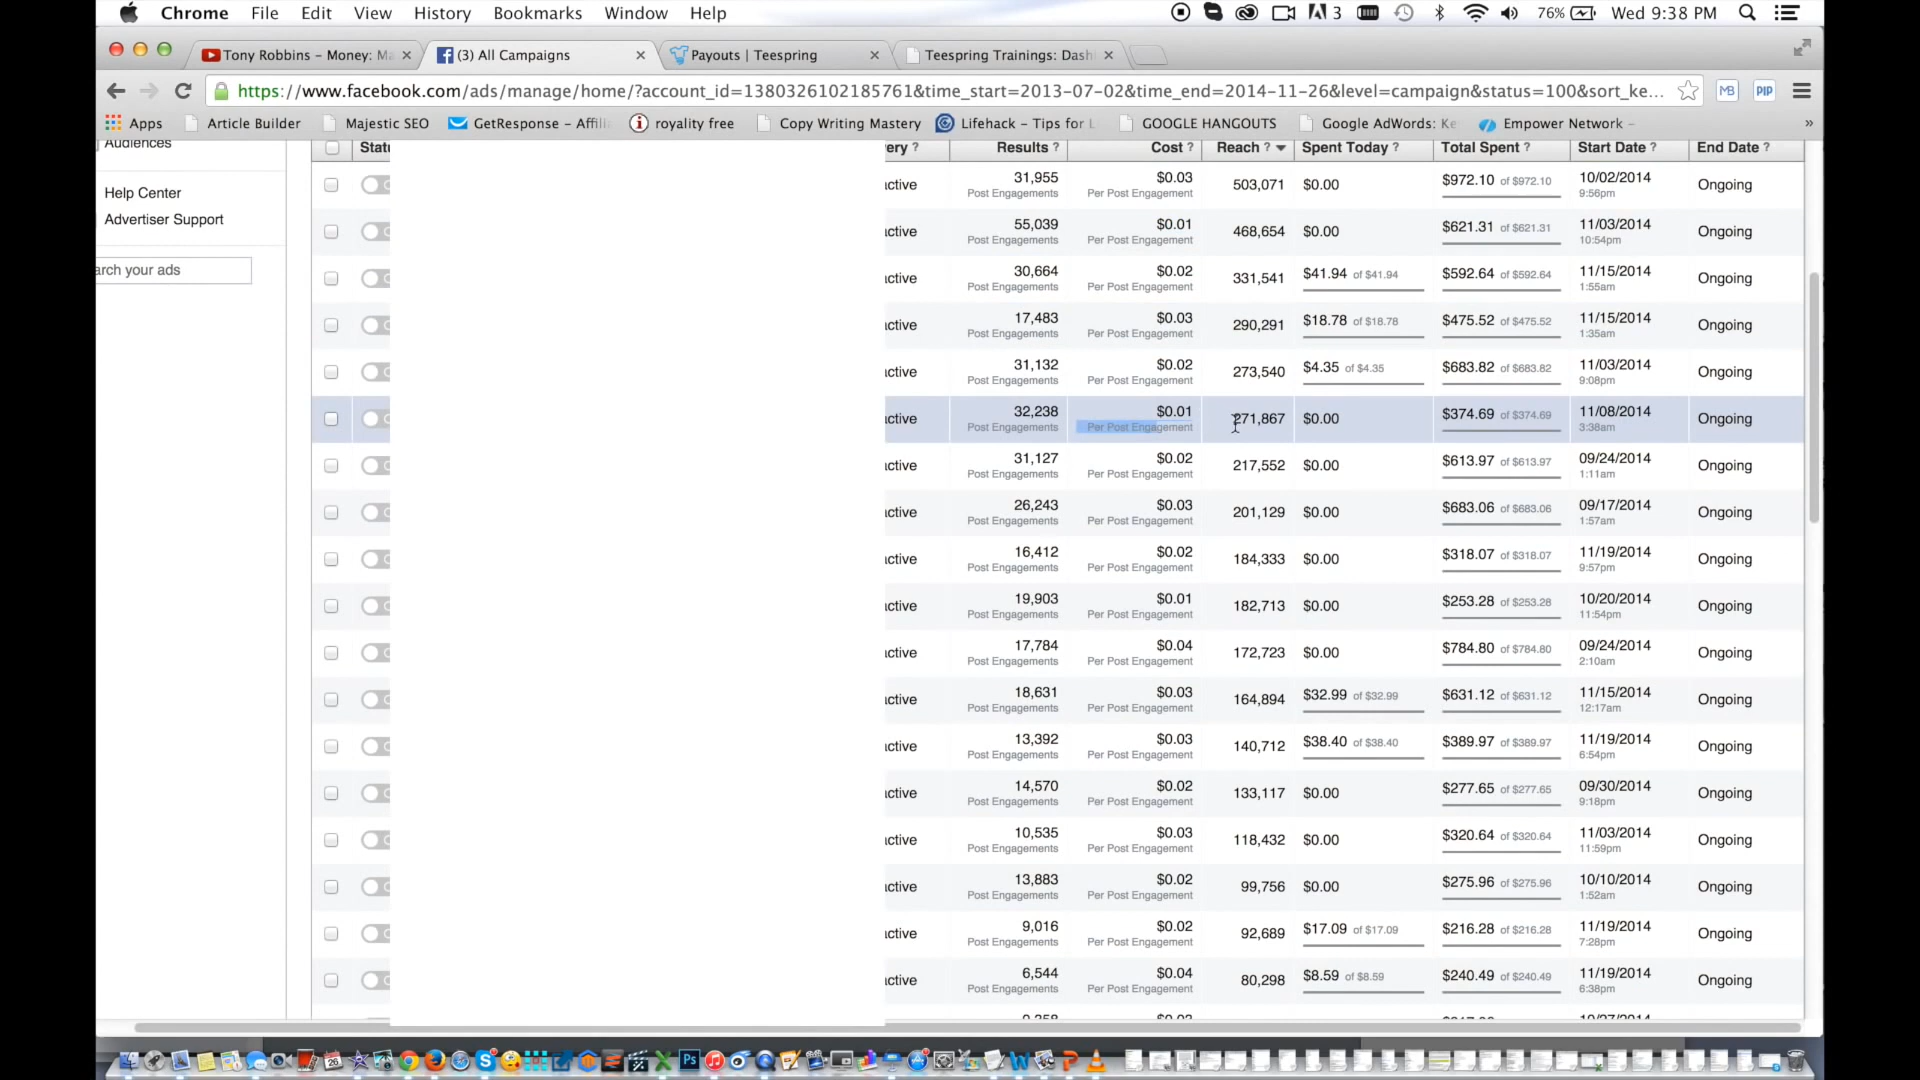 Chrome File Edit View History Bookmarks Window Help 3 76% Wed 9:38 PM
Tony Robbins – Money: Ma (3) All Campaigns Payouts | Teespring Teespring Trainings: Dash
https://www.facebook.com/ads/manage/home/?account_id=1380326102185761&time_start=2013-07-02&time_end=2014-11-26&level=campaign&status=100&sort_ke... MB PIP
Apps Article Builder Majestic SEO GetResponse – Affili royality free Copy Writing Mastery Lifehack – Tips for L GOOGLE HANGOUTS Google AdWords: Ke Empower Network – »
Audiences
Help Center
Advertiser Support
arch your ads
Statu ery ? Results ? Cost ? Reach ? Spent Today ? Total Spent ? Start Date ? End Date ?
active 31,955 $0.03 503,071 $0.00 $972.10 of $972.10 10/02/2014 Ongoing
Post Engagements Per Post Engagement 9:56pm
active 55,039 $0.01 468,654 $0.00 $621.31 of $621.31 11/03/2014 Ongoing
Post Engagements Per Post Engagement 10:54pm
active 30,664 $0.02 331,541 $41.94 of $41.94 $592.64 of $592.64 11/15/2014 Ongoing
Post Engagements Per Post Engagement 1:55am
active 17,483 $0.03 290,291 $18.78 of $18.78 $475.52 of $475.52 11/15/2014 Ongoing
Post Engagements Per Post Engagement 1:35am
active 31,132 $0.02 273,540 $4.35 of $4.35 $683.82 of $683.82 11/03/2014 Ongoing
Post Engagements Per Post Engagement 9:08pm
active 32,238 $0.01 271,867 $0.00 $374.69 of $374.69 11/08/2014 Ongoing
Post Engagements Per Post Engagement 3:38am
active 31,127 $0.02 217,552 $0.00 $613.97 of $613.97 09/24/2014 Ongoing
Post Engagements Per Post Engagement 1:11am
active 26,243 $0.03 201,129 $0.00 $683.06 of $683.06 09/17/2014 Ongoing
Post Engagements Per Post Engagement 1:57am
active 16,412 $0.02 184,333 $0.00 $318.07 of $318.07 11/19/2014 Ongoing
Post Engagements Per Post Engagement 9:57pm
active 19,903 $0.01 182,713 $0.00 $253.28 of $253.28 10/20/2014 Ongoing
Post Engagements Per Post Engagement 11:54pm
active 17,784 $0.04 172,723 $0.00 $784.80 of $784.80 09/24/2014 Ongoing
Post Engagements Per Post Engagement 2:10am
active 18,631 $0.03 164,894 $32.99 of $32.99 $631.12 of $631.12 11/15/2014 Ongoing
Post Engagements Per Post Engagement 12:17am
active 13,392 $0.03 140,712 $38.40 of $38.40 $389.97 of $389.97 11/19/2014 Ongoing
Post Engagements Per Post Engagement 6:54pm
active 14,570 $0.02 133,117 $0.00 $277.65 of $277.65 09/30/2014 Ongoing
Post Engagements Per Post Engagement 9:18pm
active 10,535 $0.03 118,432 $0.00 $320.64 of $320.64 11/03/2014 Ongoing
Post Engagements Per Post Engagement 11:59pm
active 13,883 $0.02 99,756 $0.00 $275.96 of $275.96 10/10/2014 Ongoing
Post Engagements Per Post Engagement 1:52am
active 9,016 $0.02 92,689 $17.09 of $17.09 $216.28 of $216.28 11/19/2014 Ongoing
Post Engagements Per Post Engagement 7:28pm
active 6,544 $0.04 80,298 $8.59 of $8.59 $240.49 of $240.49 11/19/2014 Ongoing
Post Engagements Per Post Engagement 6:38pm